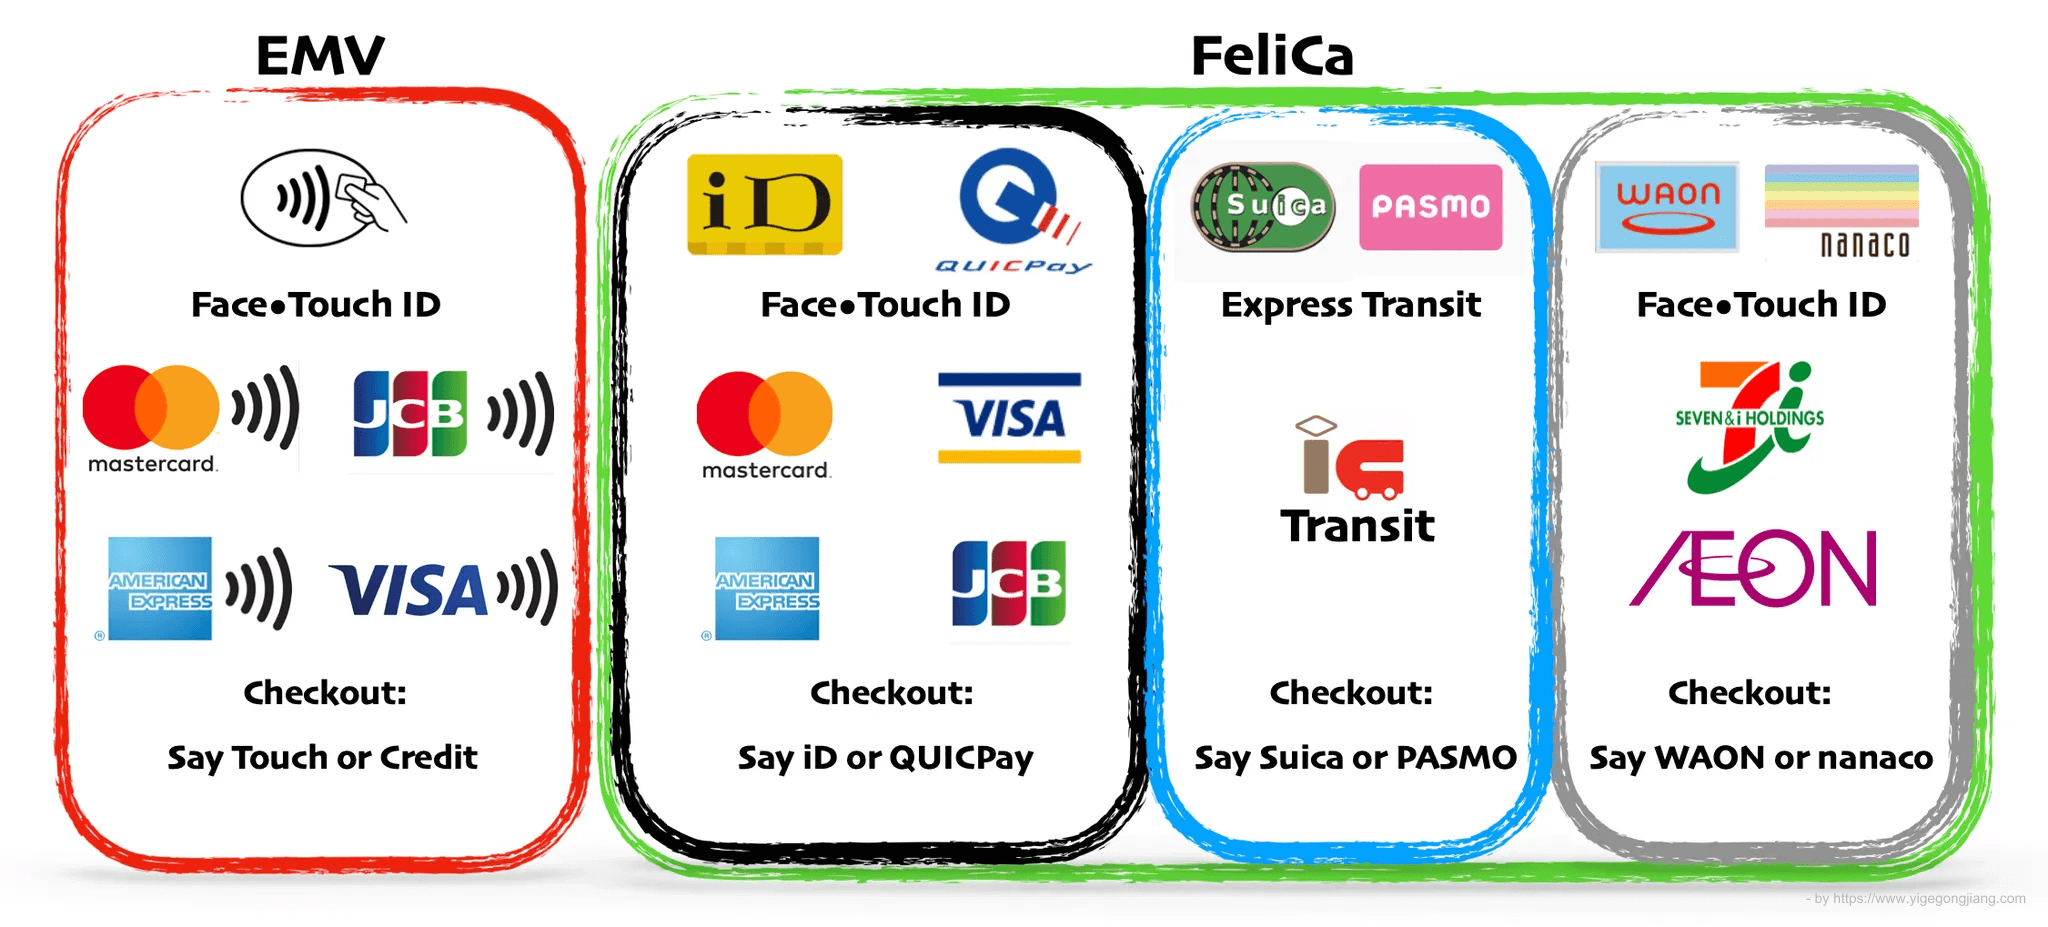 EMV
FeliCa
Face•Touch ID
mastercard.
JCB
AMERICAN
EXPRESS
®
VISA
Checkout:
Say Touch or Credit
iD
QUICPay
Face•Touch ID
mastercard.
VISA
AMERICAN
EXPRESS
®
JCB
Checkout:
Say iD or QUICPay
Suica
PASMO
Express Transit
iC
Transit
Checkout:
Say Suica or PASMO
WAON
nanaco
Face•Touch ID
7i
SEVEN&i HOLDINGS
ÆON
Checkout:
Say WAON or nanaco
- by https://www.yigegongjiang.com